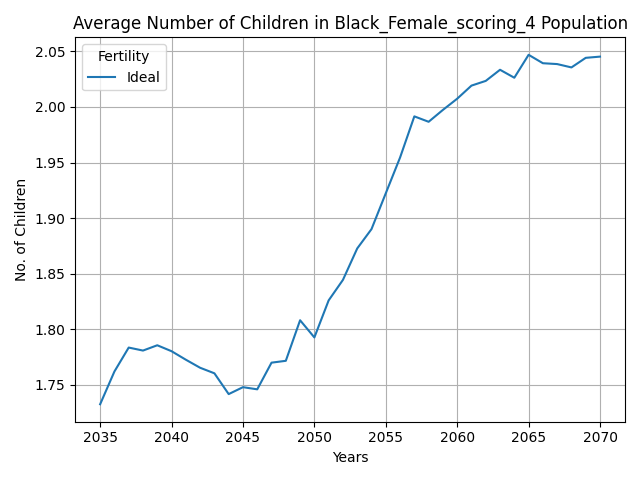 Average Number of Children in Black_Female_scoring_4 Population
Fertility
Ideal
No. of Children
2.05
2.00
1.95
1.90
1.85
1.80
1.75
2035 2040 2045 2050 2055 2060 2065 2070
Years